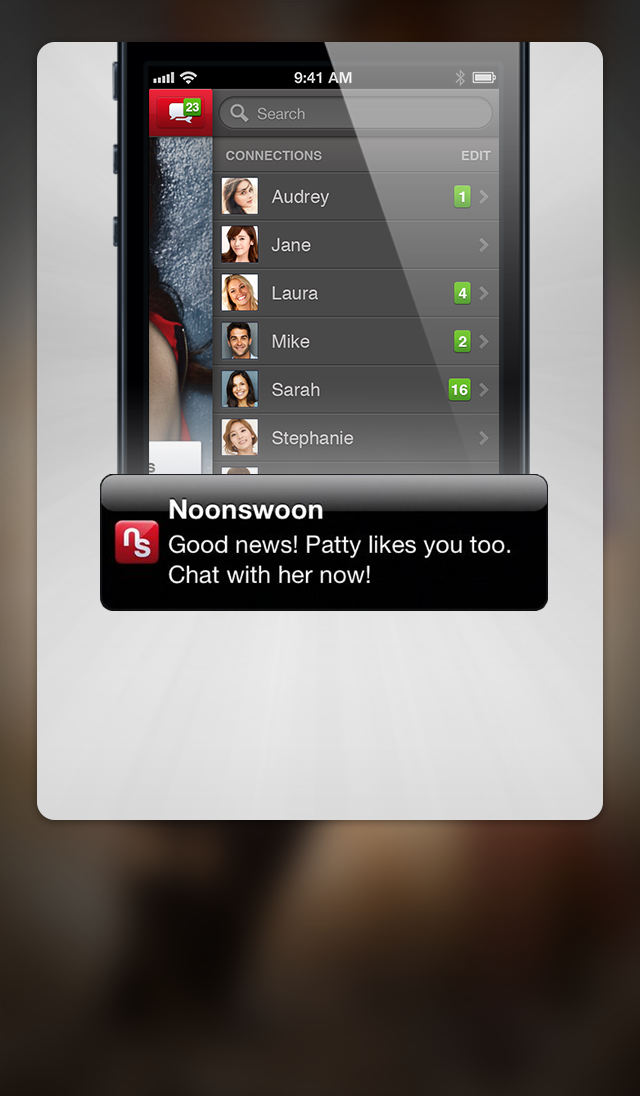 9:41 AM
23
Search
CONNECTIONS EDIT
Audrey 1
Jane
Laura 4
Mike 2
Sarah 16
Stephanie
s
Noonswoon
ns
Good news! Patty likes you too.
Chat with her now!